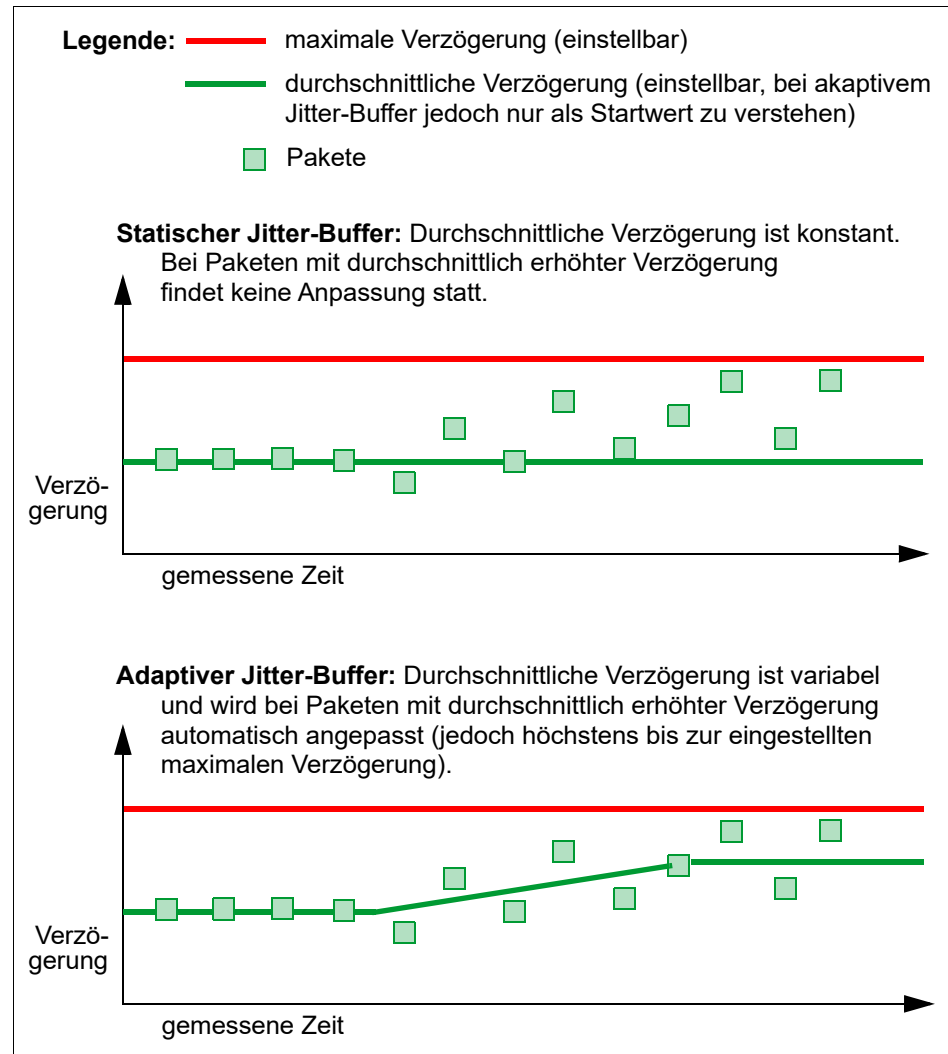 Legende: maximale Verzögerung (einstellbar)
durchschnittliche Verzögerung (einstellbar, bei akaptivem
Jitter-Buffer jedoch nur als Startwert zu verstehen)
Pakete
Statischer Jitter-Buffer: Durchschnittliche Verzögerung ist konstant.
Bei Paketen mit durchschnittlich erhöhter Verzögerung
findet keine Anpassung statt.
Verzö-
gerung
gemessene Zeit
Adaptiver Jitter-Buffer: Durchschnittliche Verzögerung ist variabel
und wird bei Paketen mit durchschnittlich erhöhter Verzögerung
automatisch angepasst (jedoch höchstens bis zur eingestellten
maximalen Verzögerung).
Verzö-
gerung
gemessene Zeit